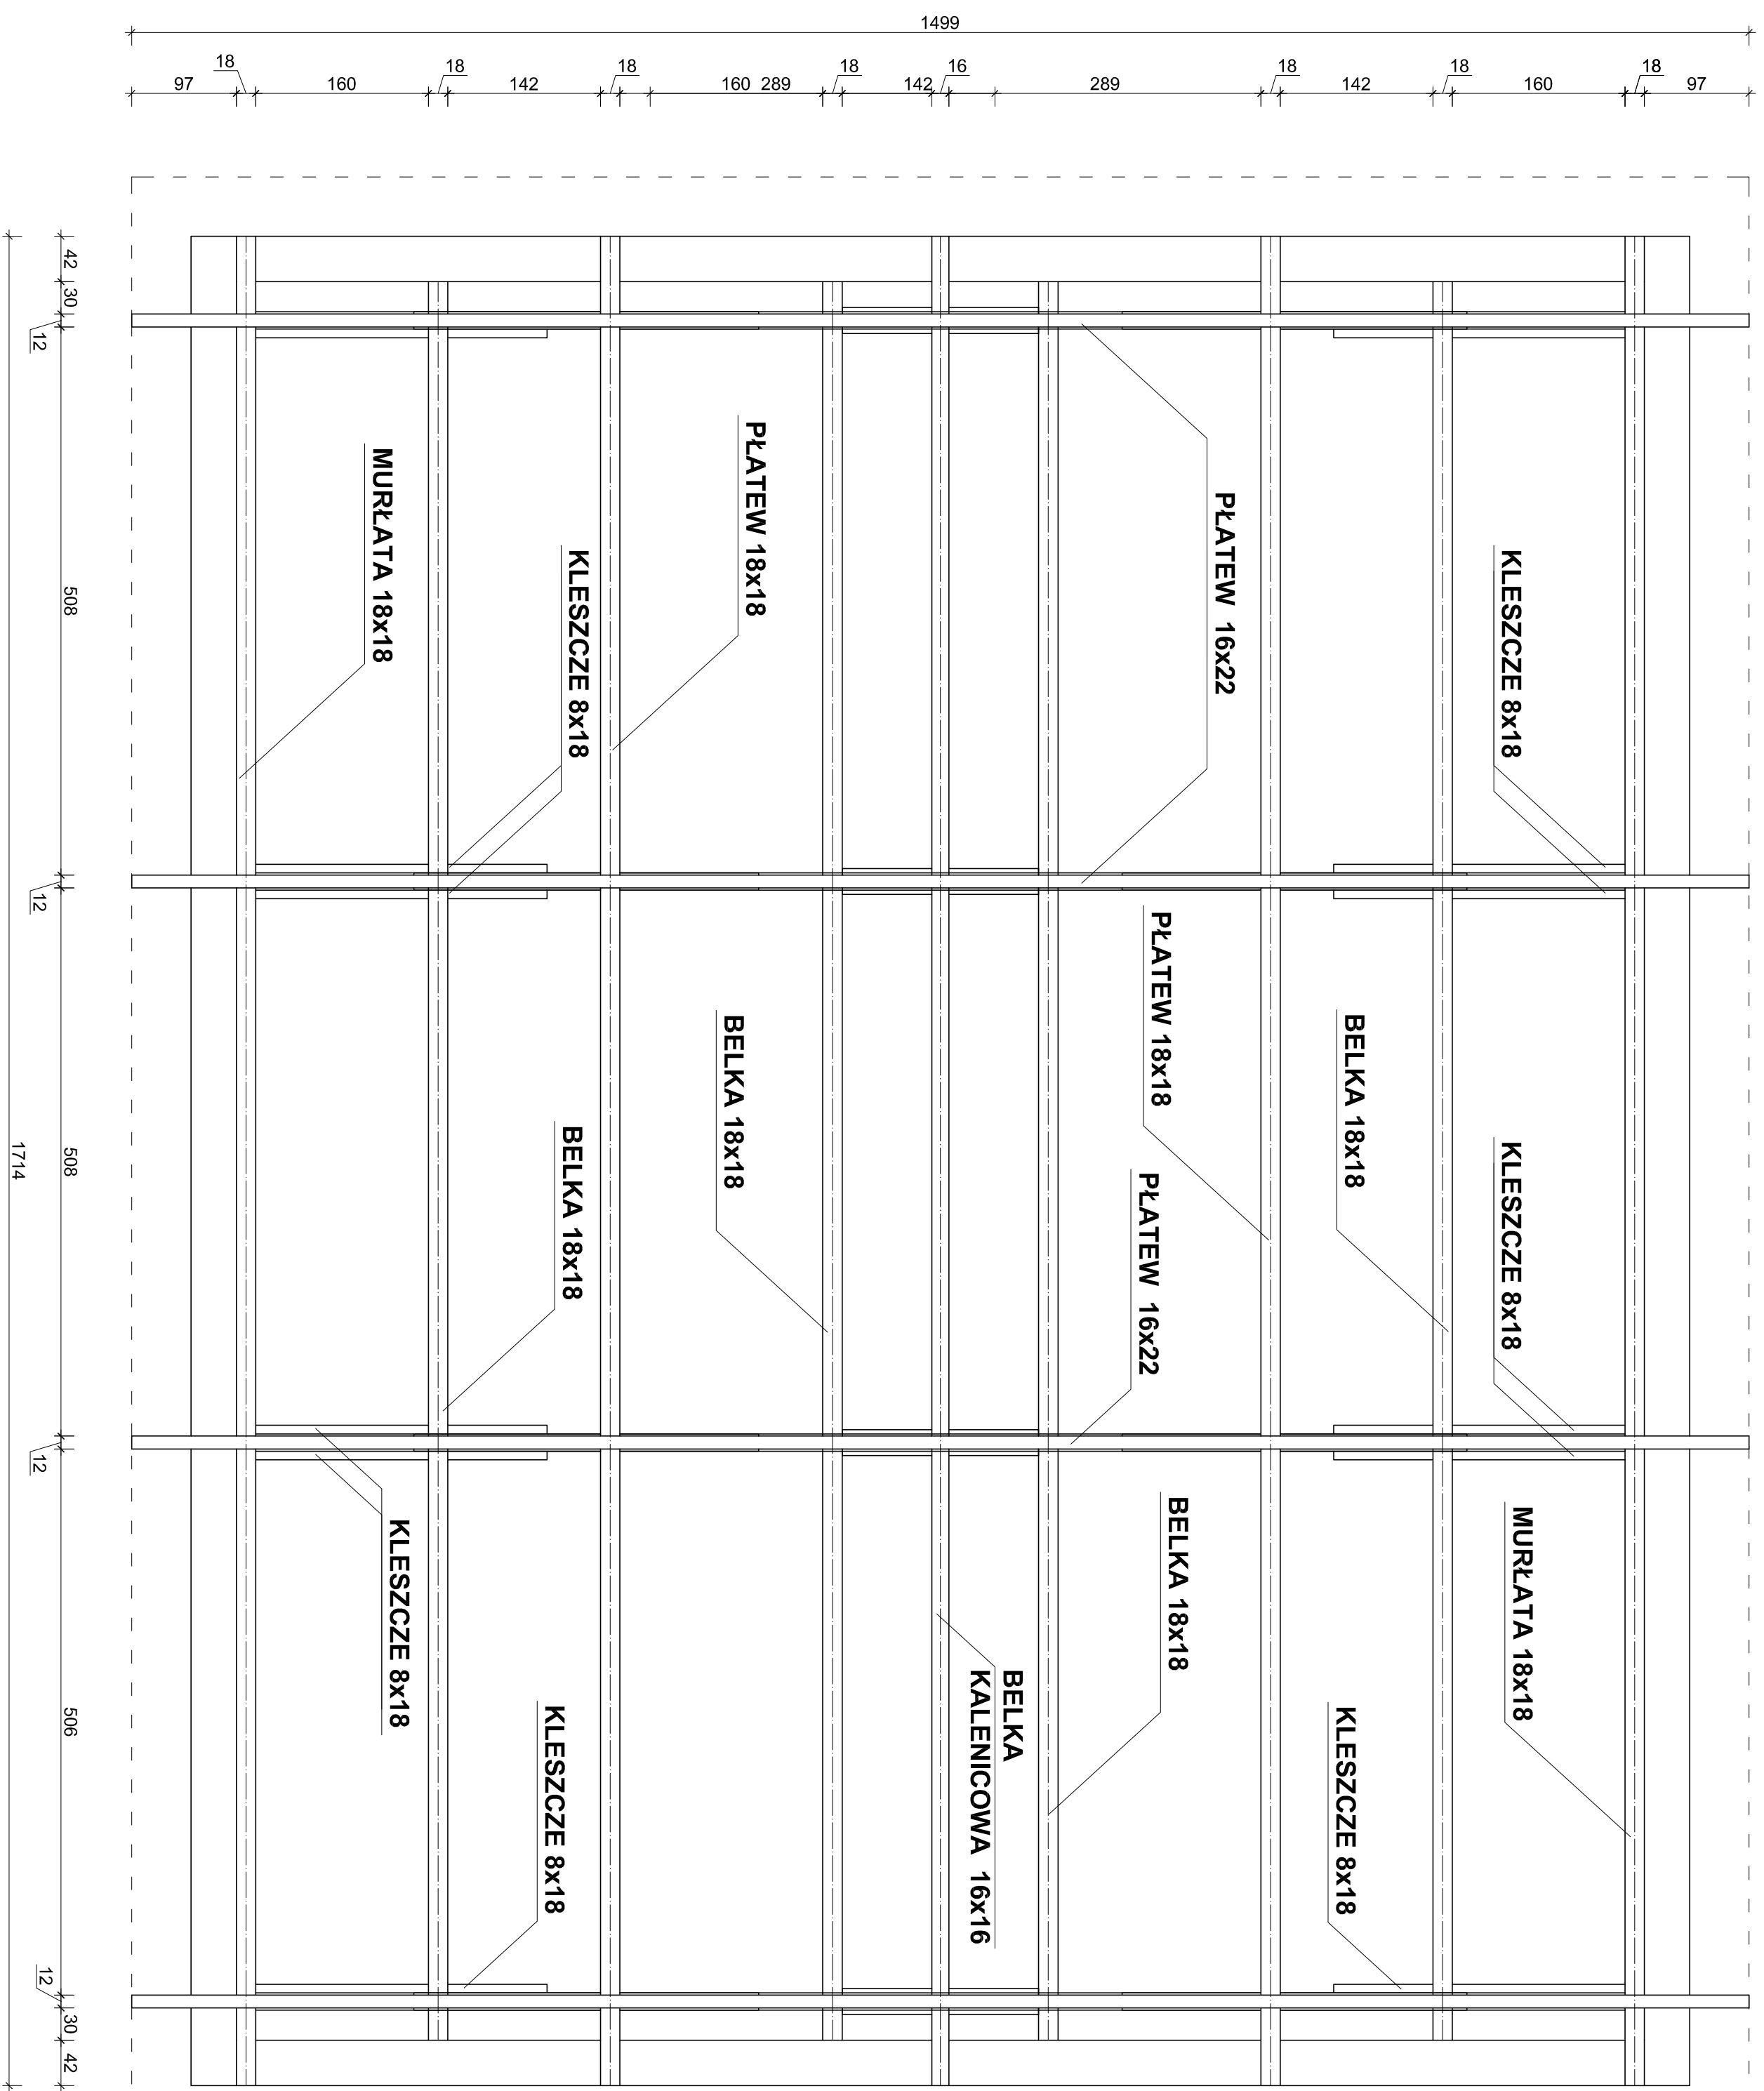 1499
18
18
18
18
16
18
18
18
97
160
142
160
289
142
289
142
160
97
42
30
12
508
12
508
12
506
12
30
42
1714
MURŁATA 18x18
KLESZCZE 8x18
PŁATEW 18x18
PŁATEW 16x22
KLESZCZE 8x18
BELKA 18x18
BELKA 18x18
PŁATEW 18x18
PŁATEW 16x22
BELKA 18x18
KLESZCZE 8x18
KLESZCZE 8x18
KLESZCZE 8x18
BELKA
KALENICOWA 16x16
BELKA 18x18
KLESZCZE 8x18
MURŁATA 18x18